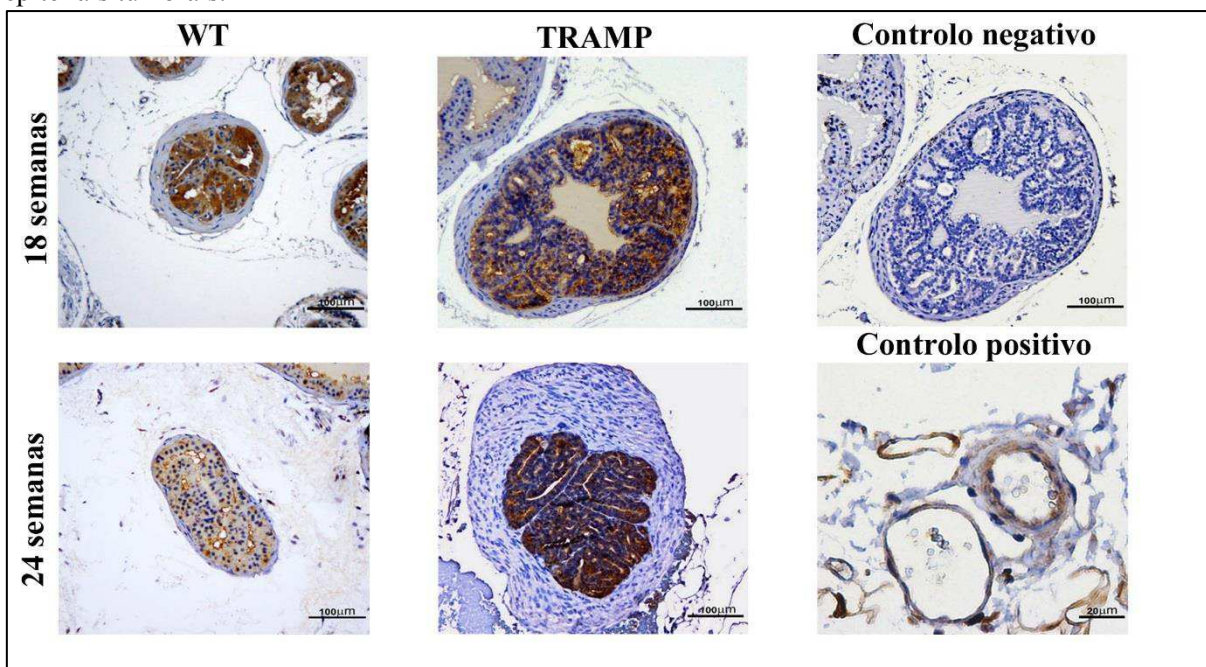 WT TRAMP Controlo negativo
18 semanas
100µm 100µm 100µm
Controlo positivo
24 semanas
100µm 100µm 20µm